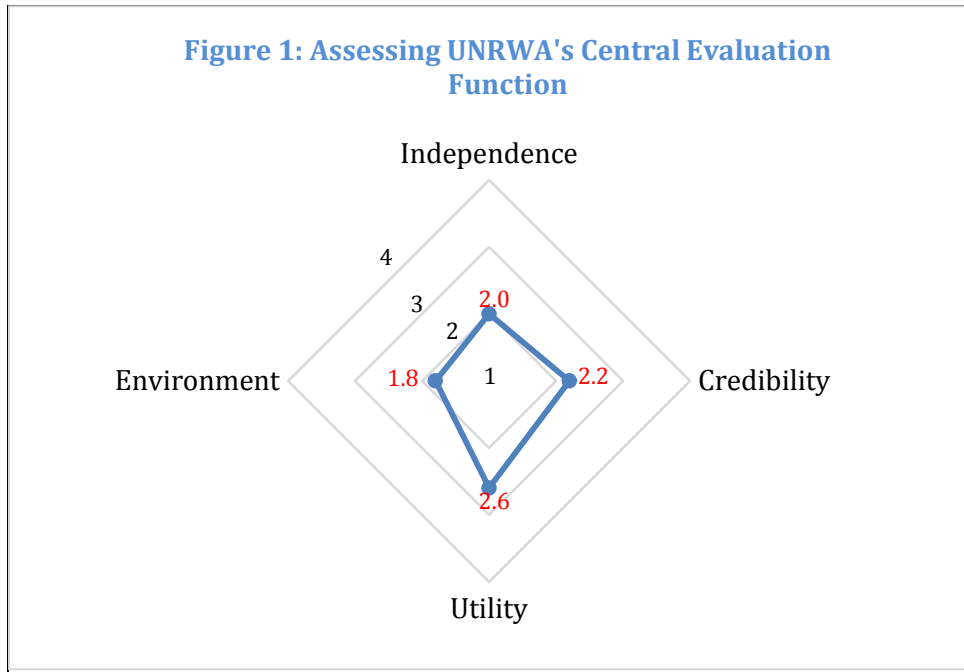 Figure 1: Assessing UNRWA's Central Evaluation
Function
Independence
4
3
2.0
2
Environment
1.8
1
2.2
Credibility
2.6
Utility